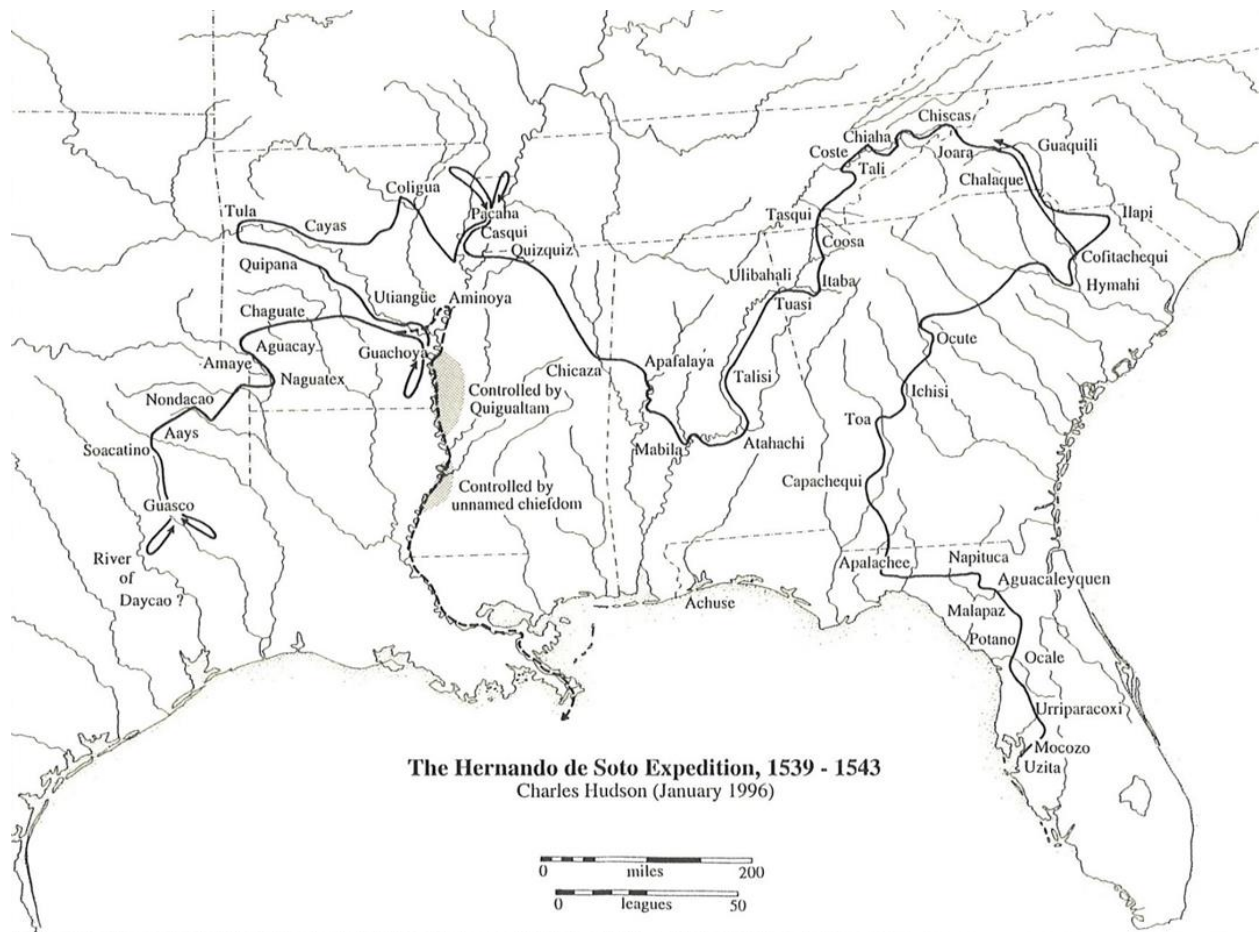 Chiscas
Chiaha
Guaquili
Coste
Joara
Tali
Chalaque
Coligua
Tula
Cayas
Pacaha
Casqui
Tasqui
Ilapi
Coosa
Quizquiz
Cofitachequi
Quipana
Ulibahali
Itaba
Hymahi
Utiangüe
Aminoya
Tuasi
Chaguate
Aguacay
Guachoya
Ocute
Amaye
Apafalaya
Chicaza
Naguatex
Talisi
Controlled by
Quigualtam
Ichisi
Nondacao
Toa
Aays
Soacatino
Mabila
Atahachi
Capachequi
Controlled by
unnamed chiefdom
Guasco
River
of
Daycao ?
Apalachee
Napituca
Aguacaleyquen
Achuse
Malapaz
Potano
Ocale
Urriparacoxi
Mocozo
Uzita
The Hernando de Soto Expedition, 1539 - 1543
Charles Hudson (January 1996)
0 miles 200
0 leagues 50